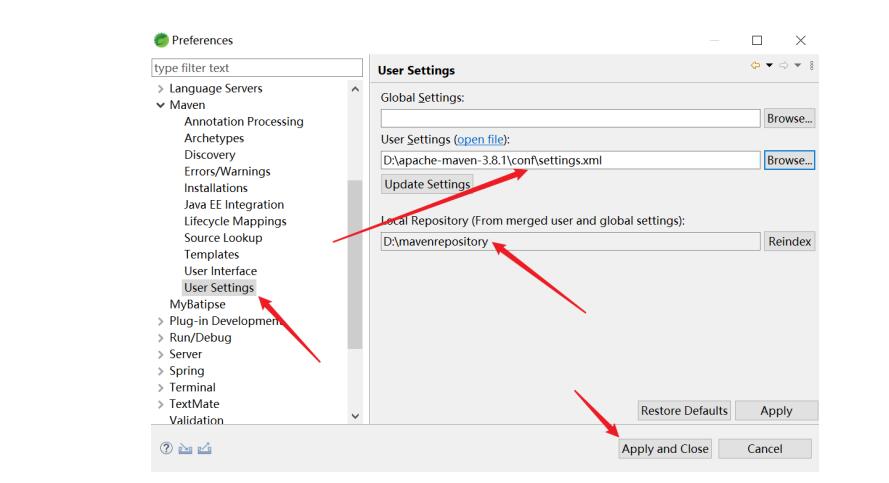 Preferences
type filter text
Language Servers
Maven
Annotation Processing
Archetypes
Discovery
Errors/Warnings
Installations
Java EE Integration
Lifecycle Mappings
Source Lookup
Templates
User Interface
User Settings
MyBatipse
Plug-in Development
Run/Debug
Server
Spring
Terminal
TextMate
Validation
User Settings
Global Settings:
Browse...
User Settings (open file):
D:\apache-maven-3.8.1\conf\settings.xml Browse...
Update Settings
Local Repository (From merged user and global settings):
D:\mavenrepository Reindex
Restore Defaults Apply
Apply and Close Cancel